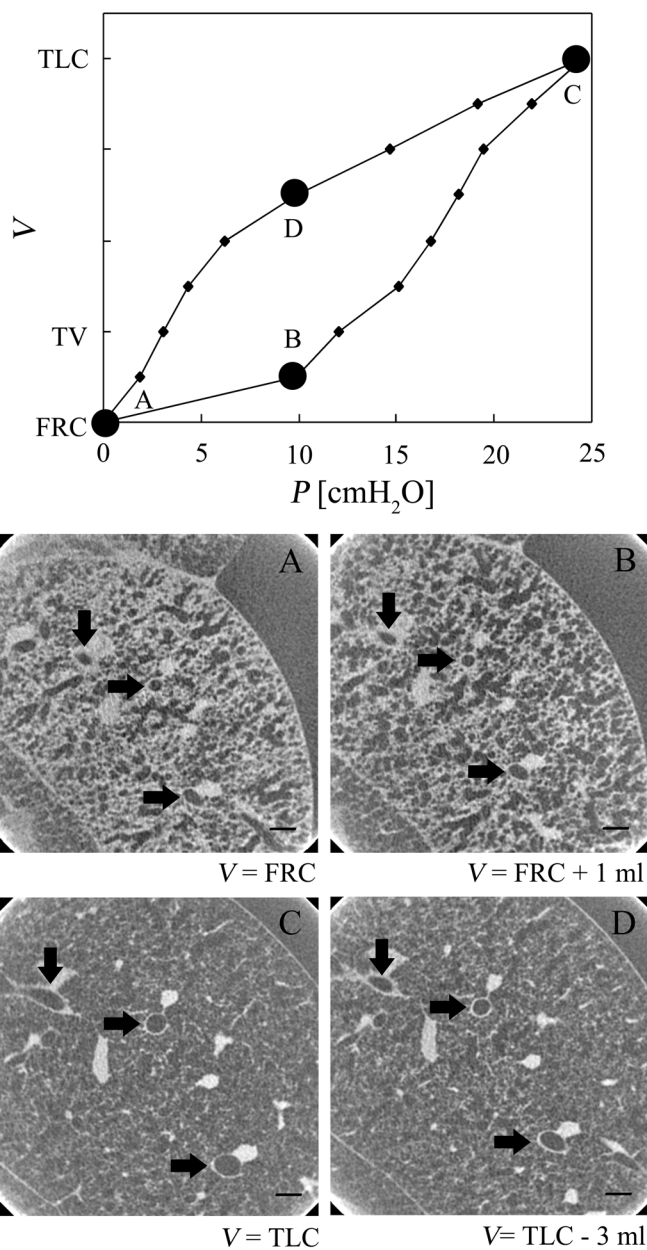 TLC
C
D
V
B
TV
A
FRC
0 5 10 15 20 25
P [cmH₂O]
A B
V = FRC V = FRC + 1 ml
C D
V = TLC V= TLC - 3 ml